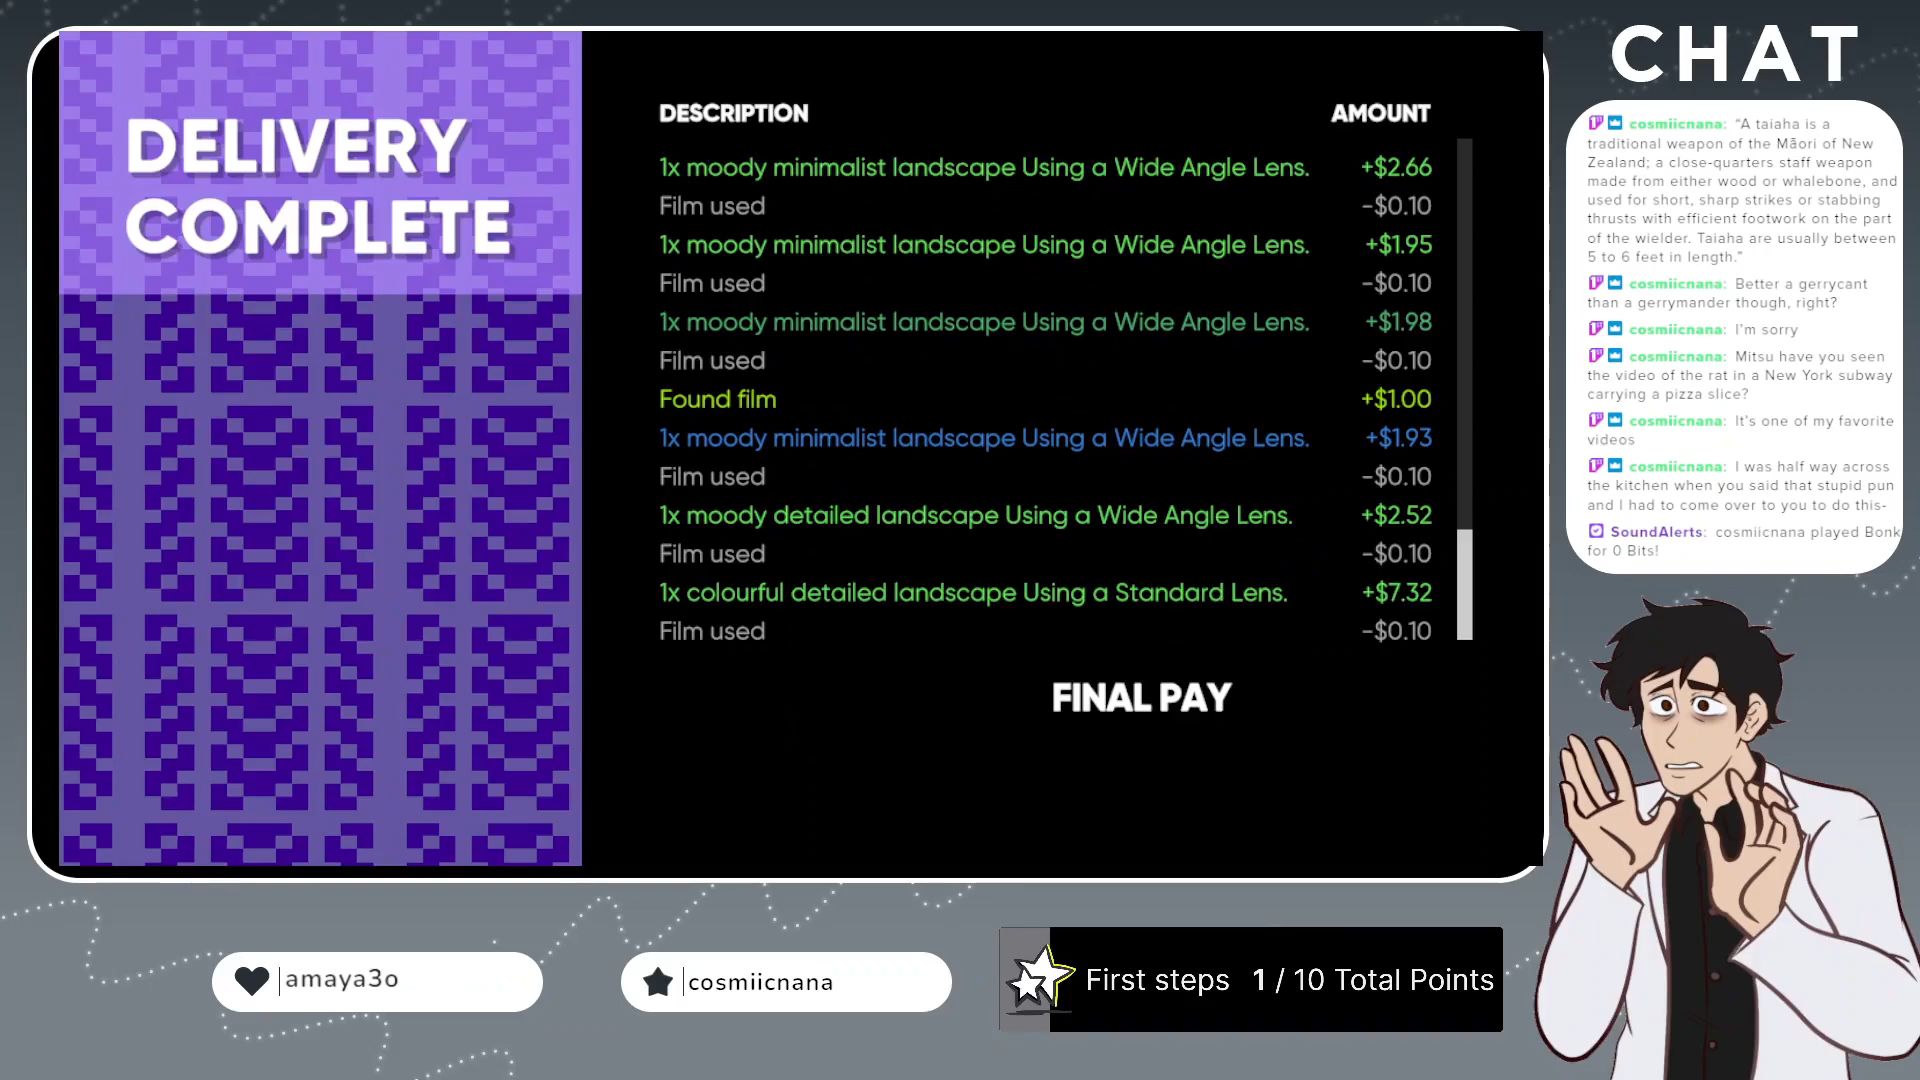 DELIVERY
COMPLETE
DESCRIPTION AMOUNT
1x moody minimalist landscape Using a Wide Angle Lens. +$2.66
Film used -$0.10
1x moody minimalist landscape Using a Wide Angle Lens. +$1.95
Film used -$0.10
1x moody minimalist landscape Using a Wide Angle Lens. +$1.98
Film used -$0.10
Found film +$1.00
1x moody minimalist landscape Using a Wide Angle Lens. +$1.93
Film used -$0.10
1x moody detailed landscape Using a Wide Angle Lens. +$2.52
Film used -$0.10
1x colourful detailed landscape Using a Standard Lens. +$7.32
Film used -$0.10
FINAL PAY
CHAT
cosmiicnana: "A taiaha is a
traditional weapon of the Māori of New
Zealand; a close-quarters staff weapon
made from either wood or whalebone, and
used for short, sharp strikes or stabbing
thrusts with efficient footwork on the part
of the wielder. Taiaha are usually between
5 to 6 feet in length."
cosmiicnana: Better a gerrycant
than a gerrymander though, right?
cosmiicnana: I'm sorry
cosmiicnana: Mitsu have you seen
the video of the rat in a New York subway
carrying a pizza slice?
cosmiicnana: It's one of my favorite
videos
cosmiicnana: I was half way across
the kitchen when you said that stupid pun
and I had to come over to you to do this-
SoundAlerts: cosmiicnana played Bonk
for 0 Bits!
amaya3o
cosmiicnana
First steps 1 / 10 Total Points